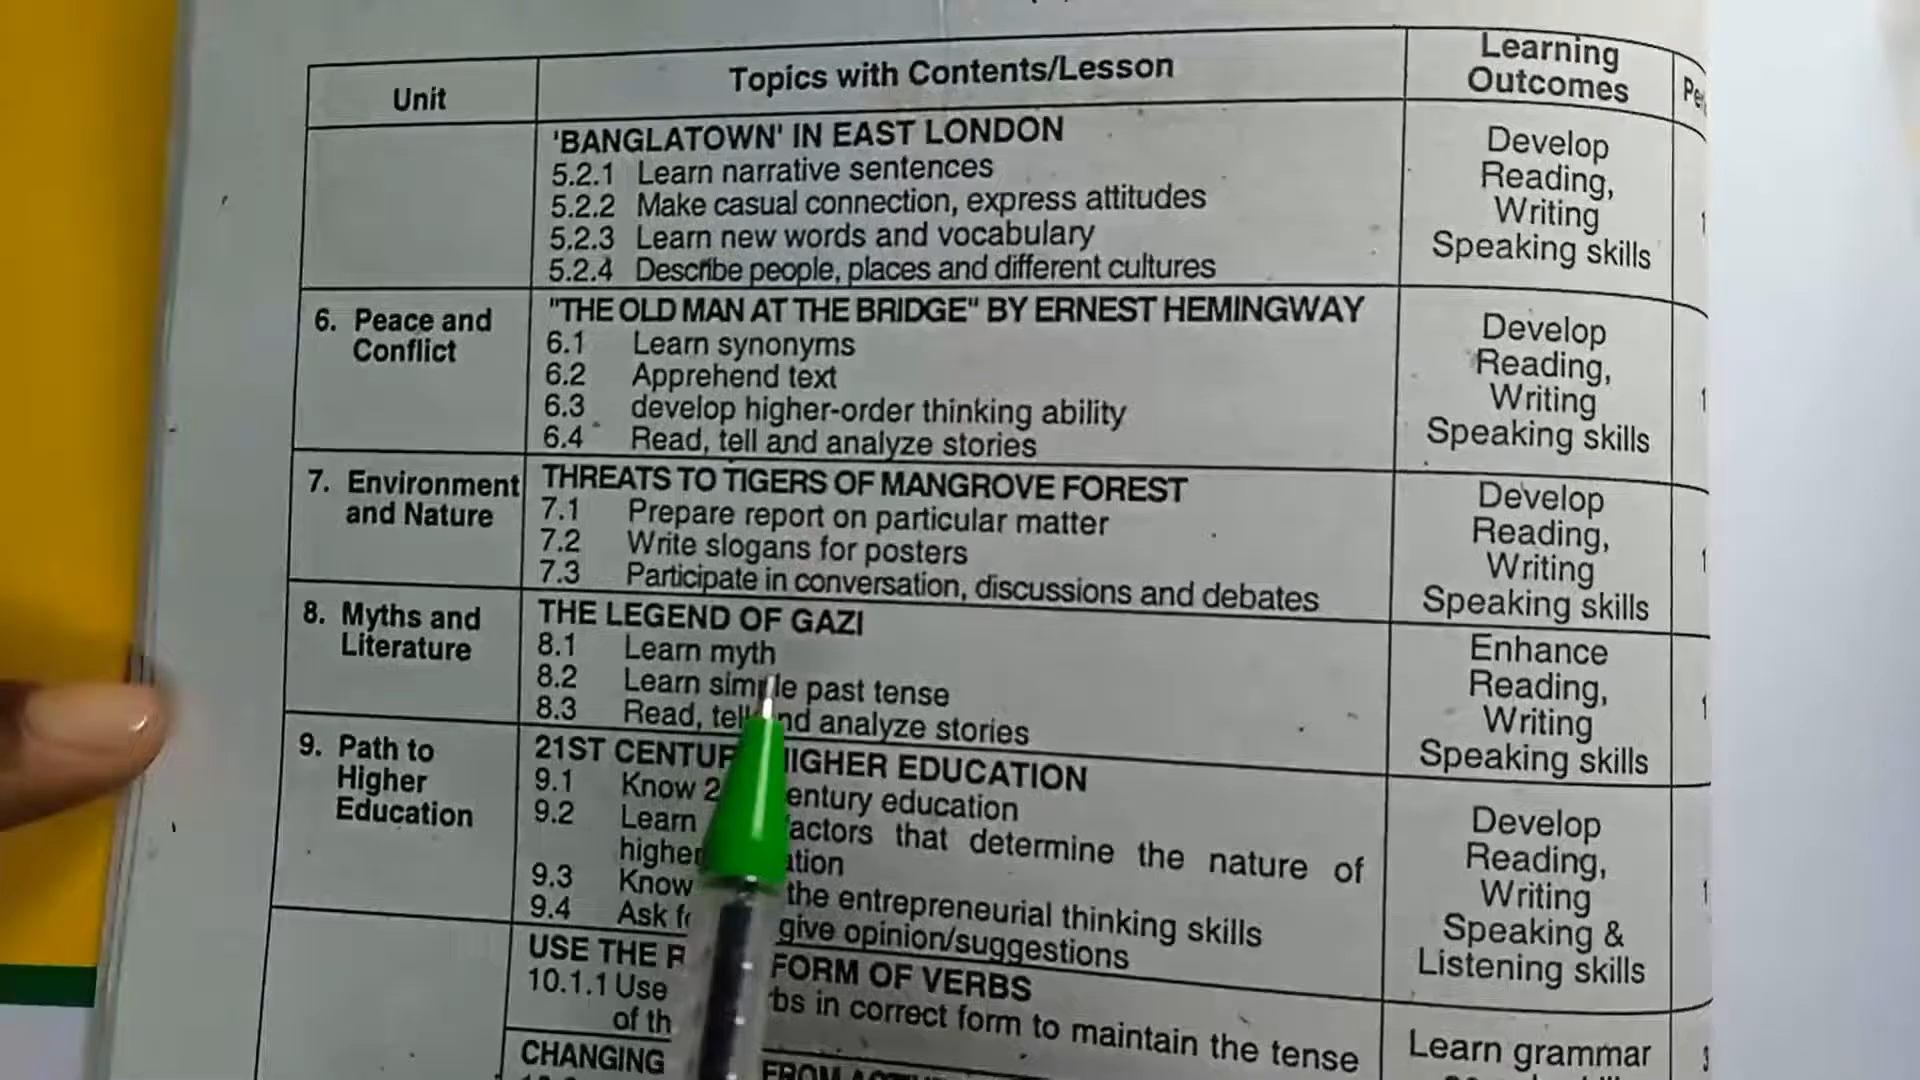 Unit
Topics with Contents/Lesson
Learning
Outcomes
'BANGLATOWN' IN EAST LONDON
5.2.1 Learn narrative sentences
5.2.2 Make casual connection, express attitudes
5.2.3 Learn new words and vocabulary
5.2.4 Describe people, places and different cultures
Develop
Reading,
Writing
Speaking skills
6. Peace and
Conflict
"THE OLD MAN AT THE BRIDGE" BY ERNEST HEMINGWAY
6.1 Learn synonyms
6.2 Apprehend text
6.3 develop higher-order thinking ability
6.4 Read, tell and analyze stories
Develop
Reading,
Writing
Speaking skills
7. Environment
and Nature
THREATS TO TIGERS OF MANGROVE FOREST
7.1 Prepare report on particular matter
7.2 Write slogans for posters
7.3 Participate in conversation, discussions and debates
Develop
Reading,
Writing
Speaking skills
8. Myths and
Literature
THE LEGEND OF GAZI
8.1 Learn myth
8.2 Learn simple past tense
8.3 Read, tell and analyze stories
Enhance
Reading,
Writing
Speaking skills
9. Path to
Higher
Education
21ST CENTURY HIGHER EDUCATION
9.1 Know century education
9.2 Learn factors that determine the nature of
higher education
9.3 Know the entrepreneurial thinking skills
9.4 Ask give opinion/suggestions
Develop
Reading,
Writing
Speaking &
Listening skills
USE THE FORM OF VERBS
10.1.1 Use in correct form to maintain the tense
of
CHANGING FROM
Learn grammar